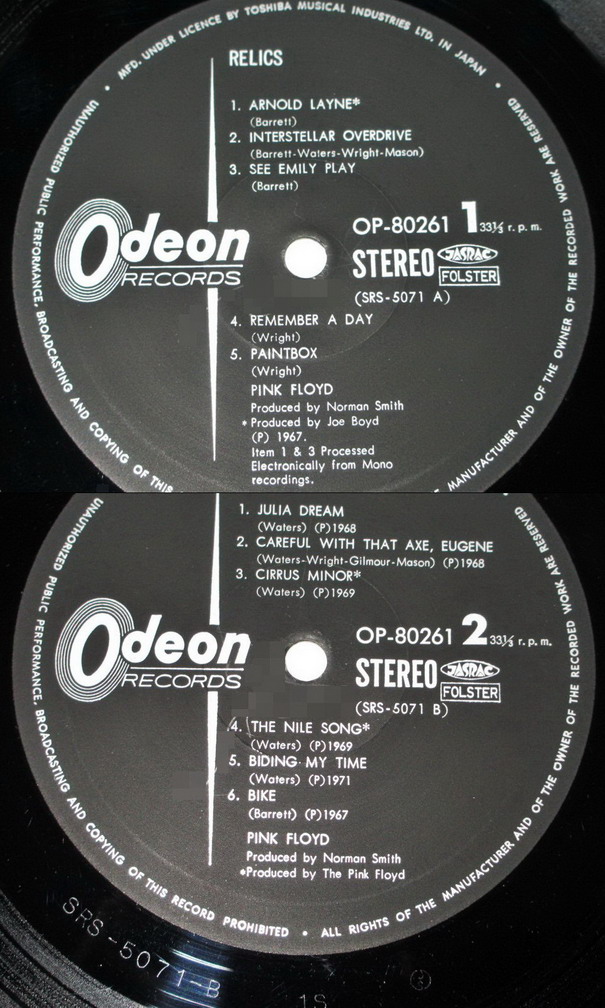 MFD. UNDER LICENCE BY TOSHIBA MUSICAL INDUSTRIES LTD. IN JAPAN •
UNAUTHORIZED PUBLIC PERFORMANCE, BROADCASTING AND COPYING OF THIS
MANUFACTURER AND OF THE OWNER OF THE RECORDED WORK ARE RESERVED
RELICS
1. ARNOLD LAYNE*
(Barrett)
2. INTERSTELLAR OVERDRIVE
(Barrett-Waters-Wright-Mason)
3. SEE EMILY PLAY
(Barrett)
Odeon
RECORDS
OP-80261 1 33⅓ r.p.m.
STEREO JASRAC
FOLSTER
(SRS-5071 A)
4. REMEMBER A DAY
(Wright)
5. PAINTBOX
(Wright)
PINK FLOYD
Produced by Norman Smith
*Produced by Joe Boyd
(P) 1967.
Item 1 & 3 Processed
Electronically from Mono
recordings.
1. JULIA DREAM
(Waters) (P)1968
2. CAREFUL WITH THAT AXE, EUGENE
(Waters-Wright-Gilmour-Mason) (P)1968
3. CIRRUS MINOR*
(Waters) (P)1969
Odeon
RECORDS
OP-80261 2 33⅓ r.p.m.
STEREO JASRAC
FOLSTER
(SRS-5071 B)
4. THE NILE SONG*
(Waters) (P)1969
5. BIDING MY TIME
(Waters) (P)1971
6. BIKE
(Barrett) (P)1967
PINK FLOYD
Produced by Norman Smith
*Produced by The Pink Floyd
UNAUTHORIZED PUBLIC PERFORMANCE, BROADCASTING AND COPYING OF THIS RECORD PROHIBITED • ALL RIGHTS OF THE MANUFACTURER AND OF THE OWNER OF THE RECORDED WORK ARE RESERVED
SRS-5071-B
1S